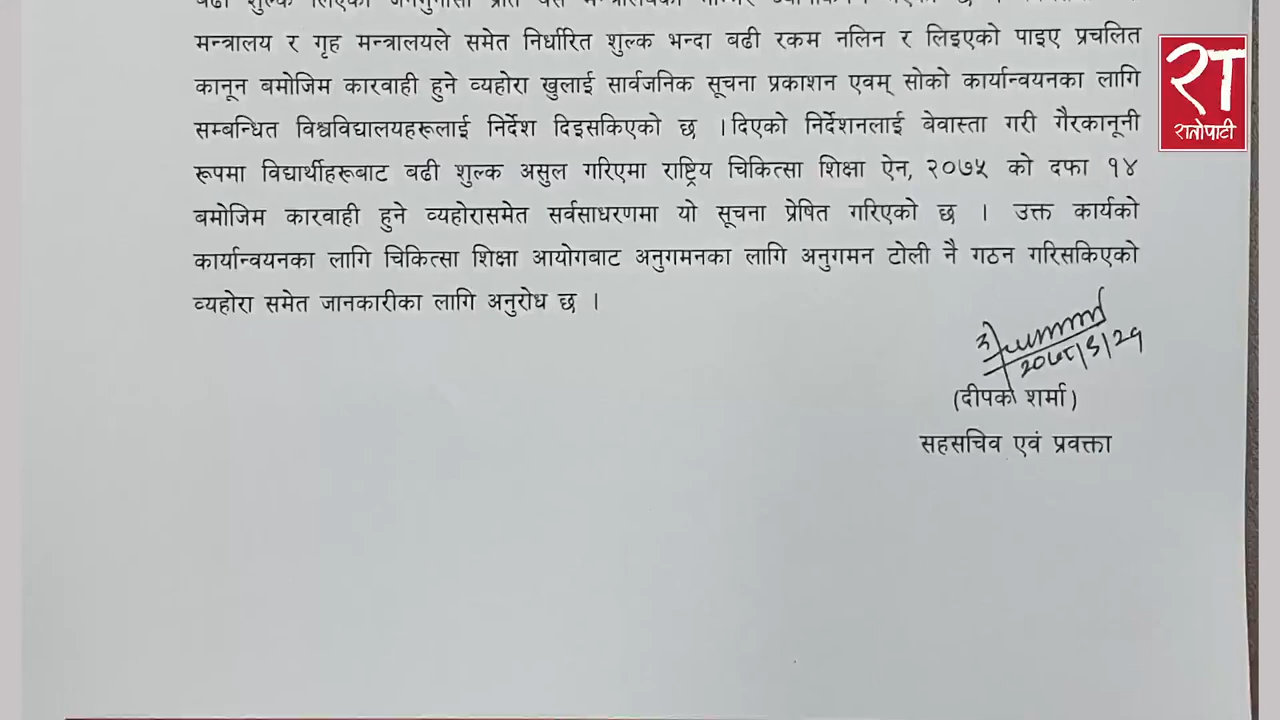 मन्त्रालय र गृह मन्त्रालयले समेत निर्धारित शुल्क भन्दा बढी रकम नलिन र लिइएको पाइए प्रचलित
कानून बमोजिम कारवाही हुने व्यहोरा खुलाई सार्वजनिक सूचना प्रकाशन एवम् सोको कार्यान्वयनका लागि
सम्बन्धित विश्वविद्यालयहरूलाई निर्देश दिइसकिएको छ ।दिएको निर्देशनलाई बेवास्ता गरी गैरकानूनी
रूपमा विद्यार्थीहरूबाट बढी शुल्क असुल गरिएमा राष्ट्रिय चिकित्सा शिक्षा ऐन, २०७५ को दफा १४
बमोजिम कारवाही हुने व्यहोरासमेत सर्वसाधरणमा यो सूचना प्रेषित गरिएको छ । उक्त कार्यको
कार्यान्वयनका लागि चिकित्सा शिक्षा आयोगबाट अनुगमनका लागि अनुगमन टोली नै गठन गरिसकिएको
व्यहोरा समेत जानकारीका लागि अनुरोध छ ।
(दीपक शर्मा)
सहसचिव एवं प्रवक्ता
रातोपाटी